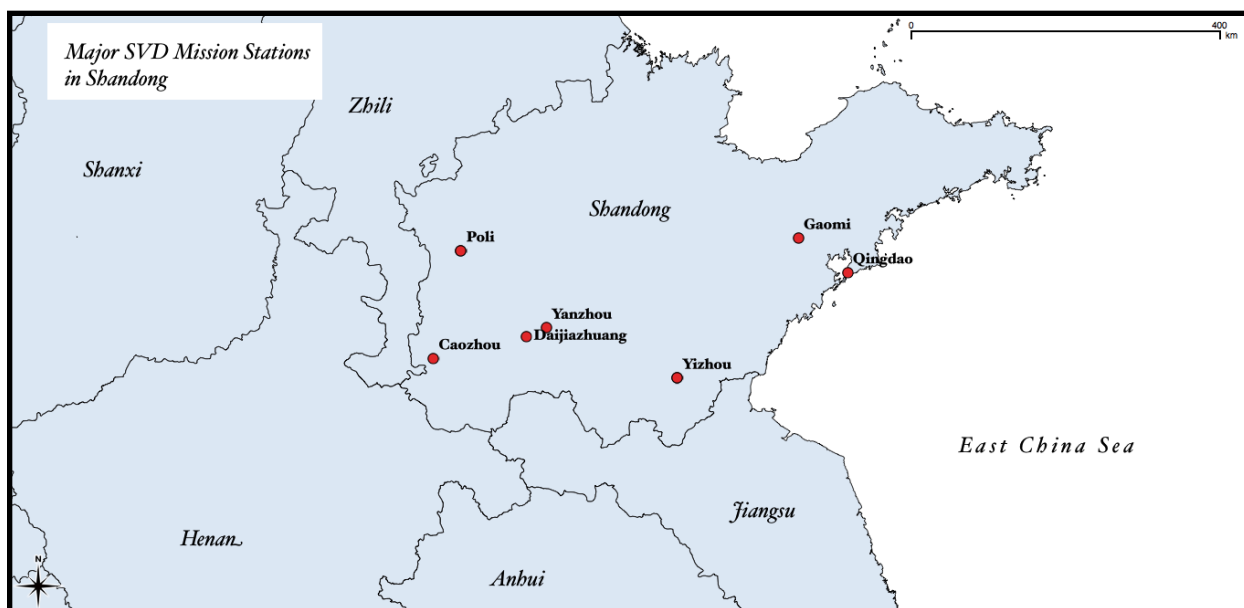 Major SVD Mission Stations
in Shandong
0
400
km
Zhili
Shanxi
Shandong
Gaomi
Poli
Qingdao
Yanzhou
Daijiazhuang
Caozhou
Yizhou
East China Sea
Jiangsu
Henan
Anhui
N